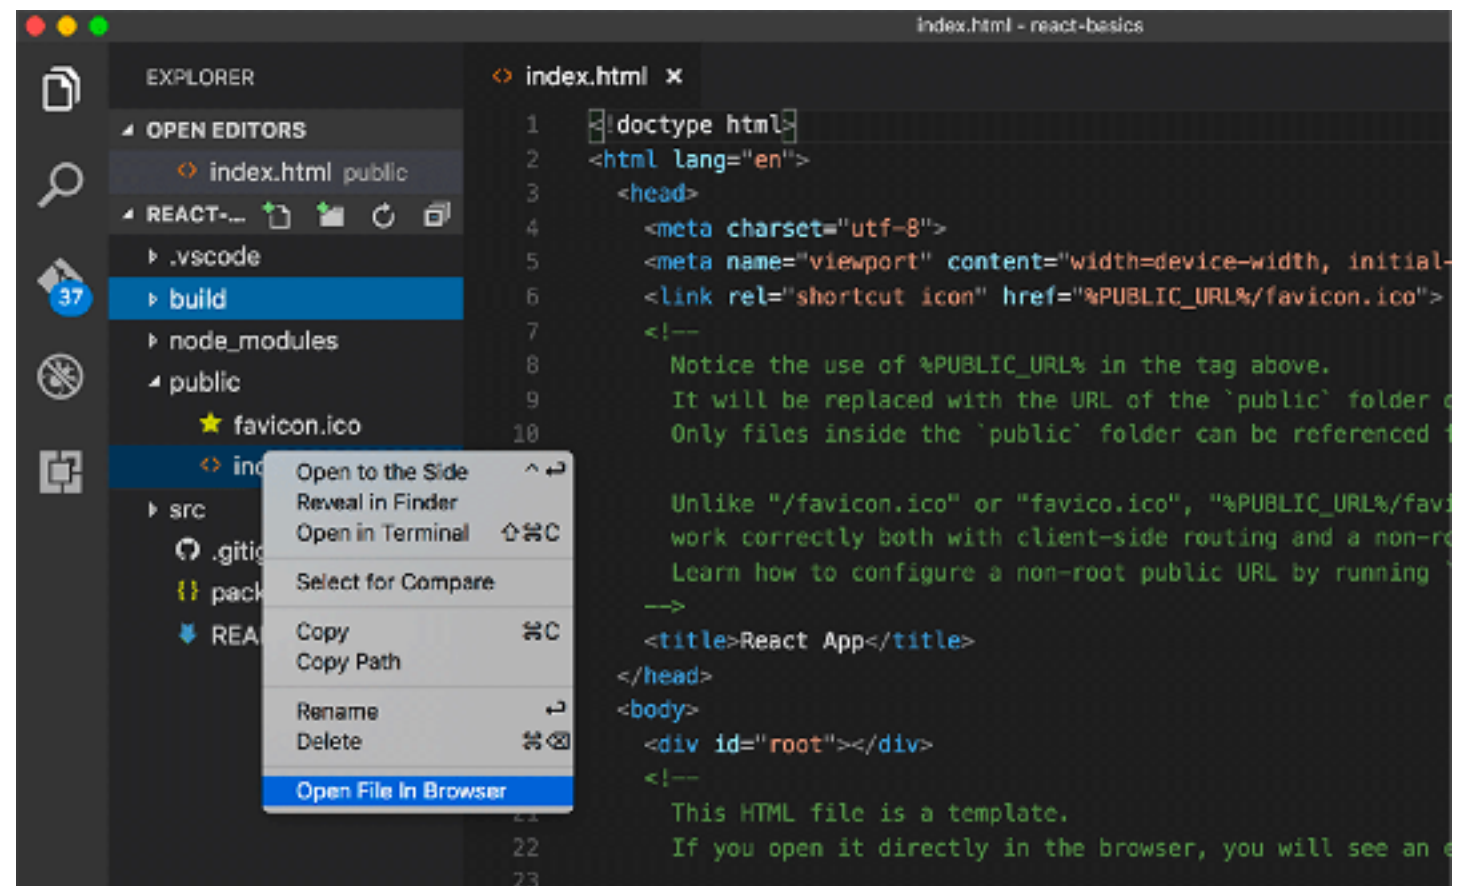 index.html - react-basics
EXPLORER
OPEN EDITORS
index.html public
REACT-...
.vscode
build
37
node_modules
public
favicon.ico
src
index.html ×
1 <!doctype html>
2 <html lang="en">
3 <head>
4 <meta charset="utf-8">
5 <meta name="viewport" content="width=device-width, initial-
6 <link rel="shortcut icon" href="%PUBLIC_URL%/favicon.ico">
7 <!--
8 Notice the use of %PUBLIC_URL% in the tag above.
9 It will be replaced with the URL of the `public` folder
10 Only files inside the `public` folder can be referenced
Unlike "/favicon.ico" or "favico.ico", "%PUBLIC_URL%/favi
work correctly both with client-side routing and a non-ro
Learn how to configure a non-root public URL by running `
-->
<title>React App</title>
</head>
<body>
<div id="root"></div>
<!--
21 This HTML file is a template.
22 If you open it directly in the browser, you will see an
23
Open to the Side ^↩
Reveal in Finder
Open in Terminal ⇧⌘C
Select for Compare
Copy ⌘C
Copy Path
Rename ↩
Delete ⌘⌫
Open File In Browser